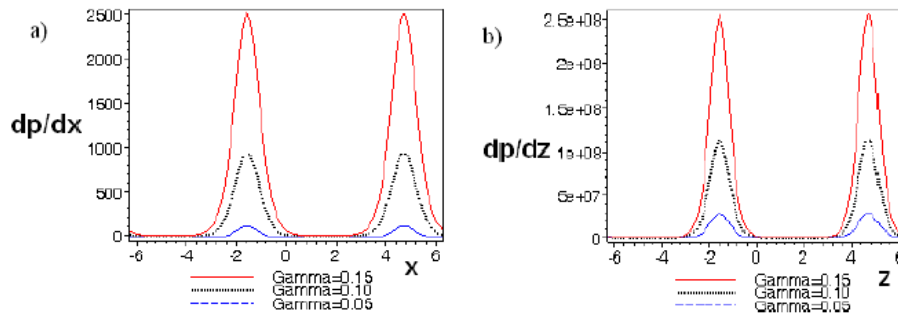 a)
2500
2000
1500
dp/dx
1000
500
0
-6 -4 -2 0 2 4 6
x
Gamma=0.15
Gamma=0.10
Gamma=0.05
b)
2.5e+08
2e+08
1.5e+08
dp/dz
1e+08
5e+07
0
-6 -4 -2 0 2 4 6
z
Gamma=0.15
Gamma=0.10
Gamma=0.05